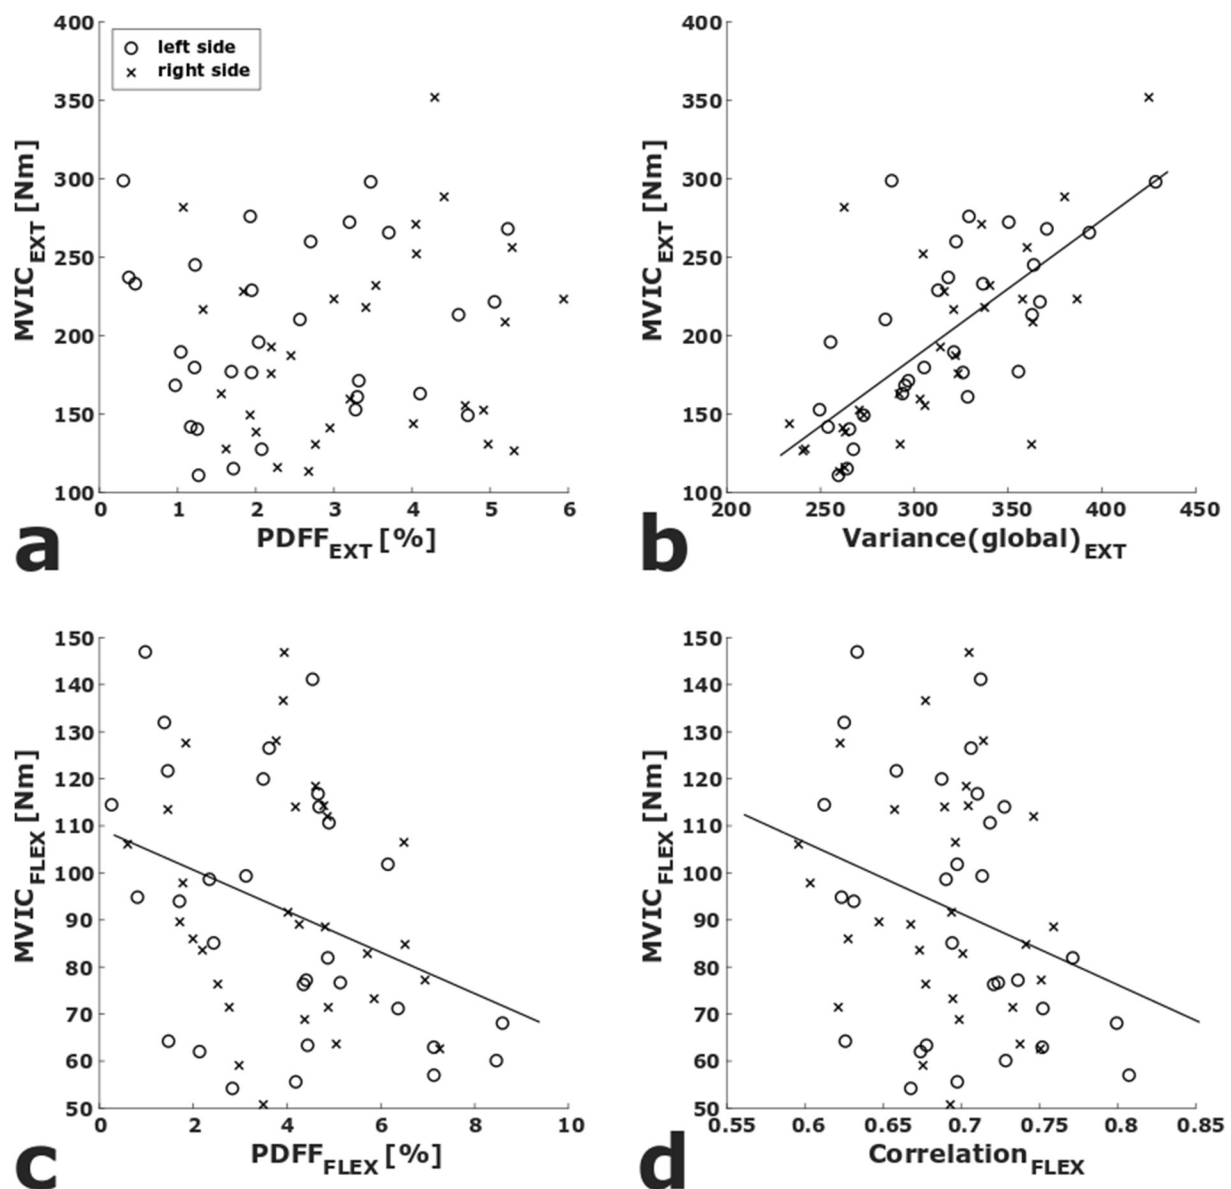 400
350
300
250
200
150
100
MVIC_EXT [Nm]
left side
right side
0 1 2 3 4 5 6
PDFF_EXT [%]
a
400
350
300
250
200
150
100
MVIC_EXT [Nm]
200 250 300 350 400 450
Variance(global)_EXT
b
150
140
130
120
110
100
90
80
70
60
50
MVIC_FLEX [Nm]
0 2 4 6 8 10
PDFF_FLEX [%]
c
150
140
130
120
110
100
90
80
70
60
50
MVIC_FLEX [Nm]
0.55 0.6 0.65 0.7 0.75 0.8 0.85
Correlation_FLEX
d